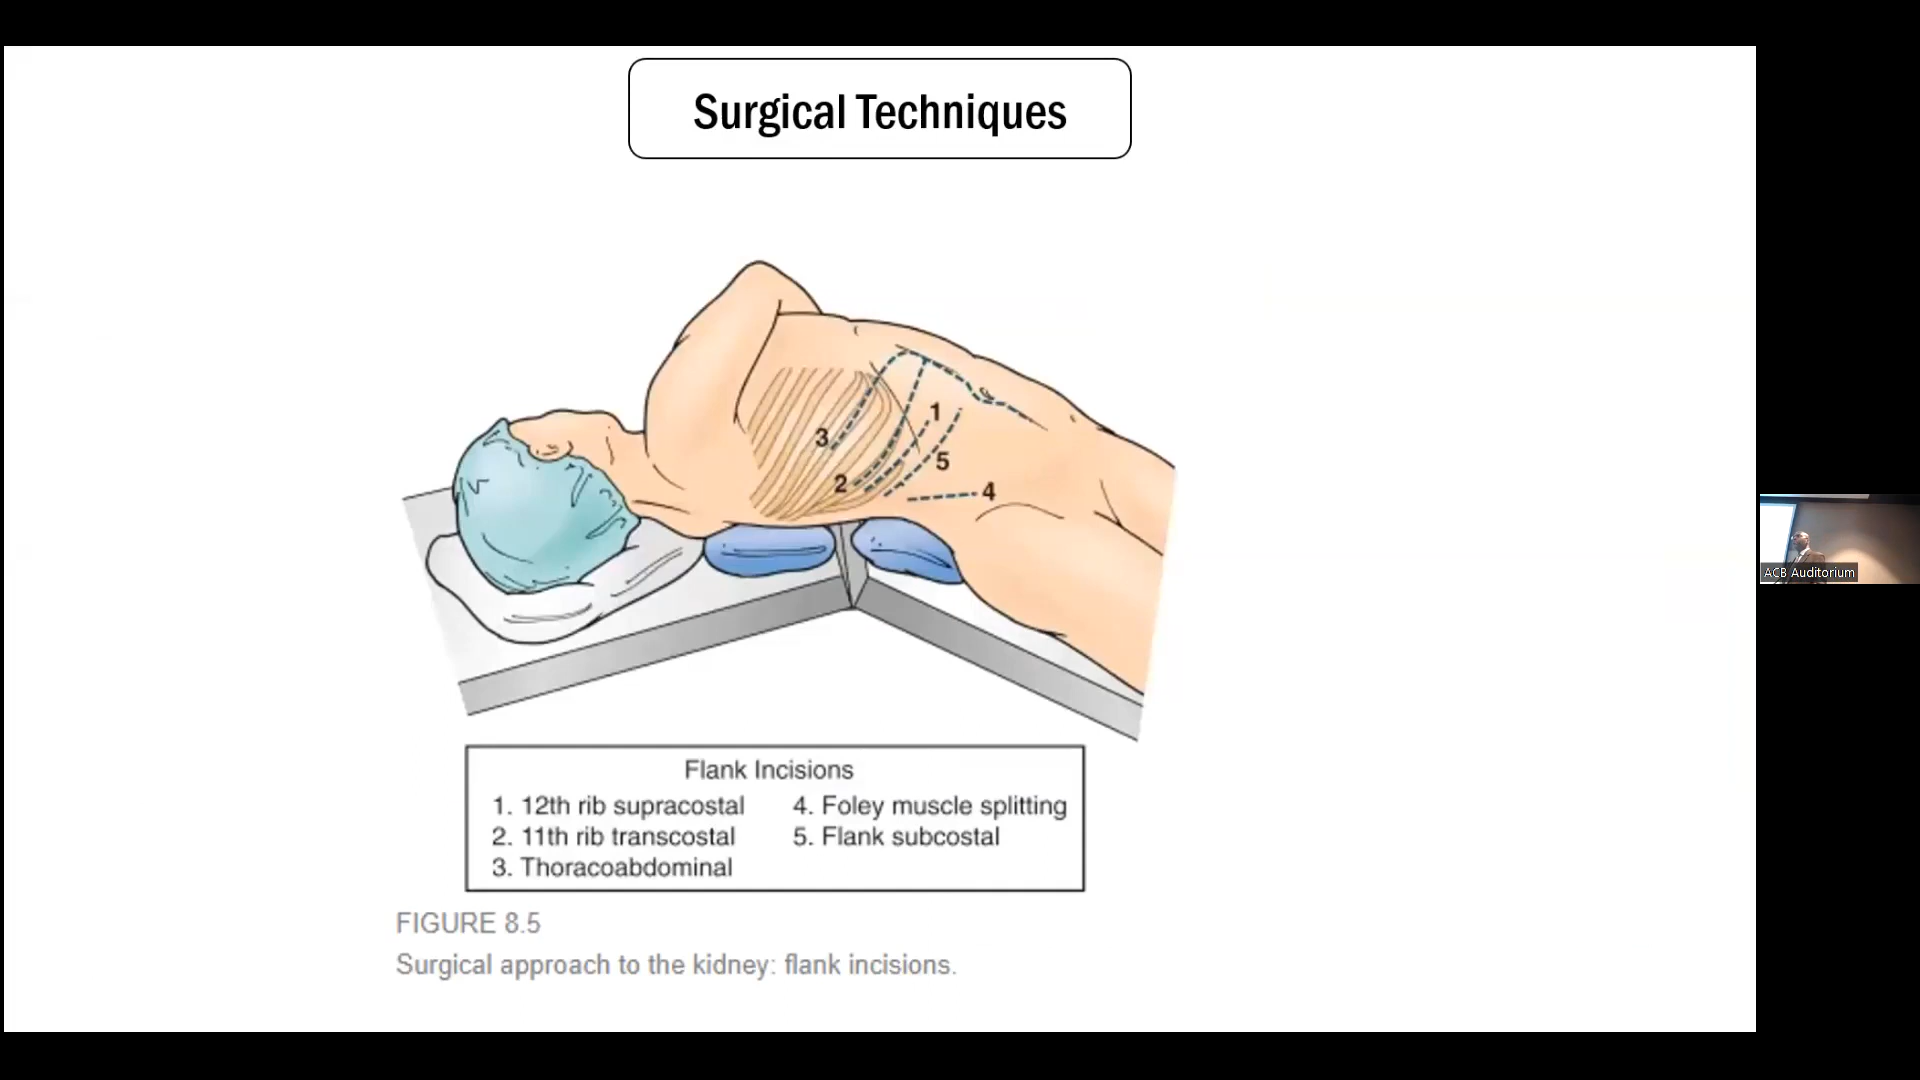 Surgical Techniques
1
3
5
2
4
Flank Incisions
1. 12th rib supracostal
2. 11th rib transcostal
3. Thoracoabdominal
4. Foley muscle splitting
5. Flank subcostal
FIGURE 8.5
Surgical approach to the kidney: flank incisions.
ACB Auditorium